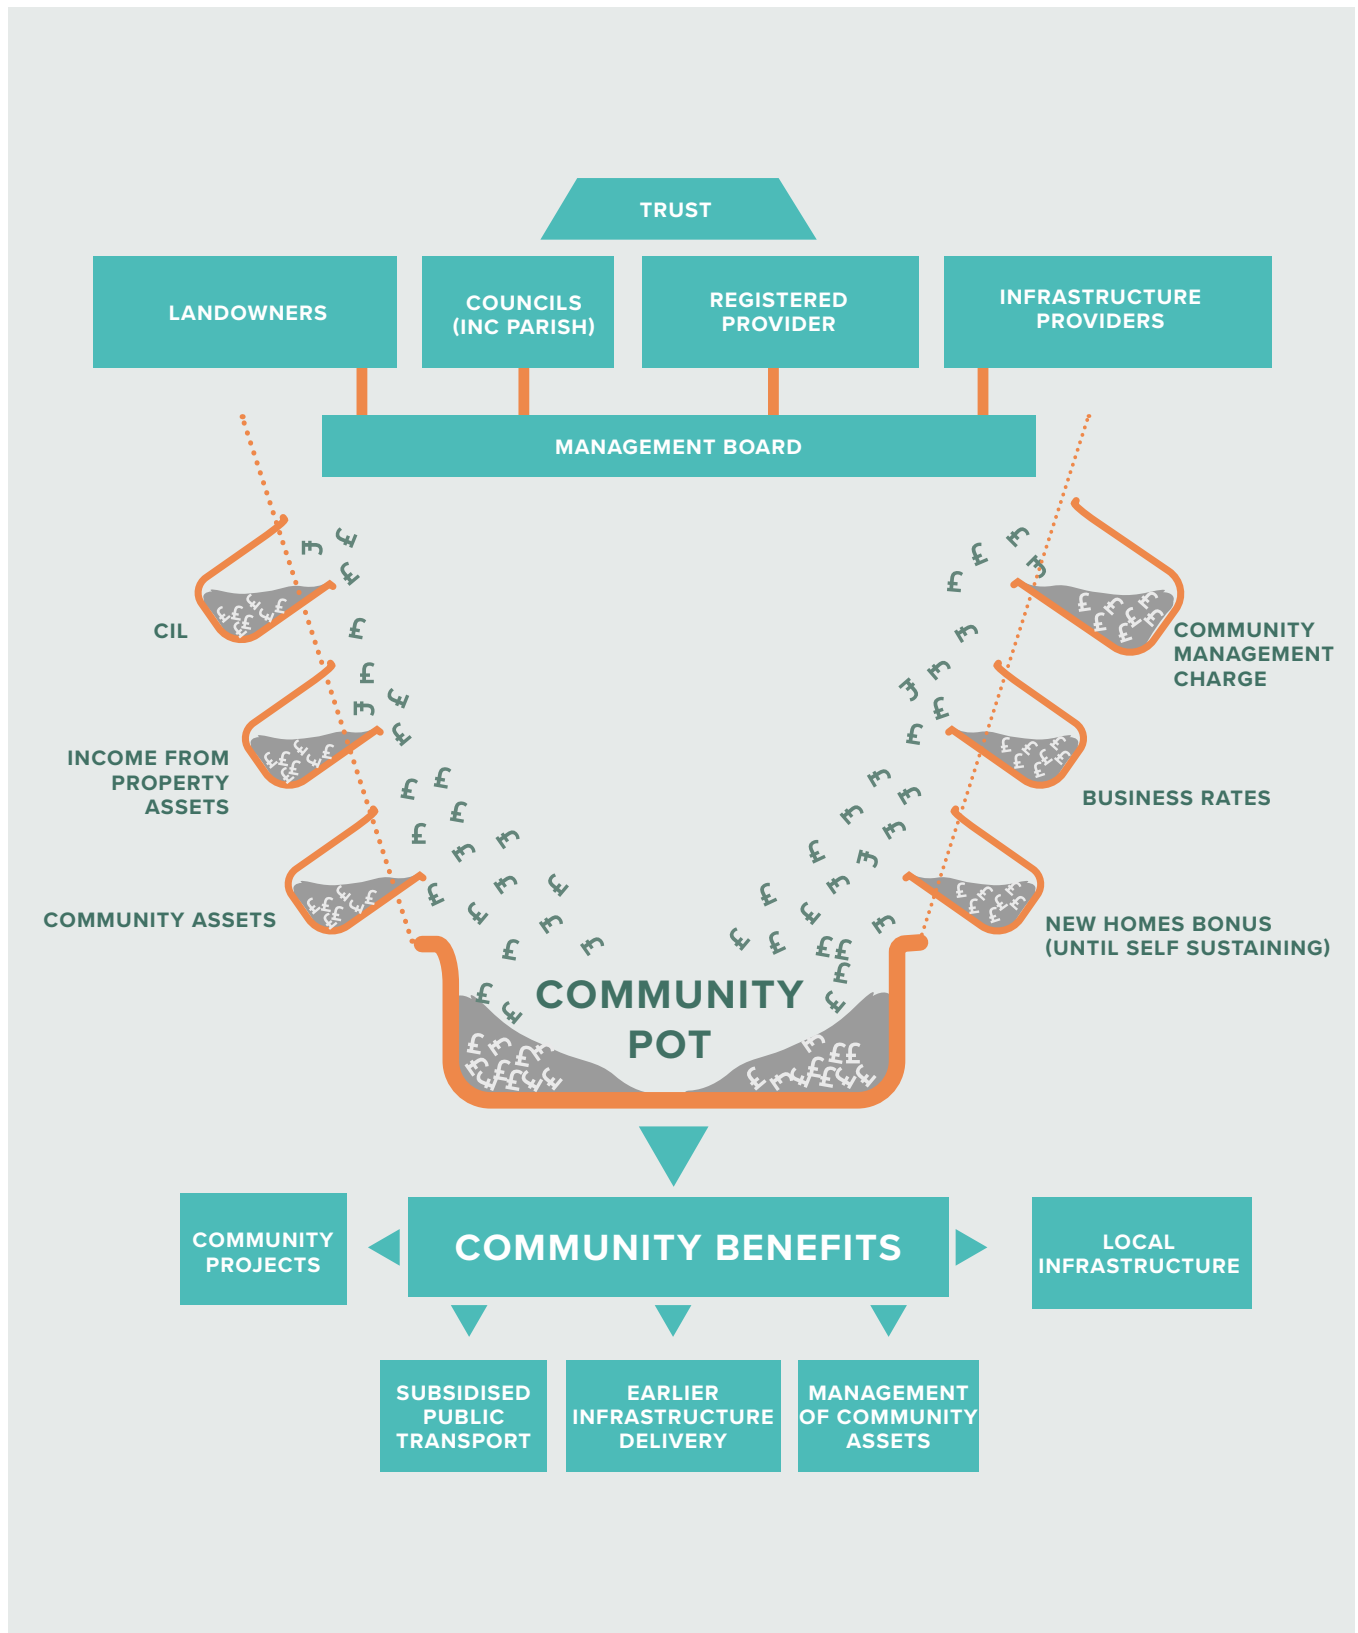 TRUST
LANDOWNERS
COUNCILS
(INC PARISH)
REGISTERED
PROVIDER
INFRASTRUCTURE
PROVIDERS
MANAGEMENT BOARD
CIL
INCOME FROM
PROPERTY
ASSETS
COMMUNITY ASSETS
COMMUNITY
MANAGEMENT
CHARGE
BUSINESS RATES
NEW HOMES BONUS
(UNTIL SELF SUSTAINING)
COMMUNITY
POT
COMMUNITY
PROJECTS
COMMUNITY BENEFITS
LOCAL
INFRASTRUCTURE
SUBSIDISED
PUBLIC
TRANSPORT
EARLIER
INFRASTRUCTURE
DELIVERY
MANAGEMENT
OF COMMUNITY
ASSETS